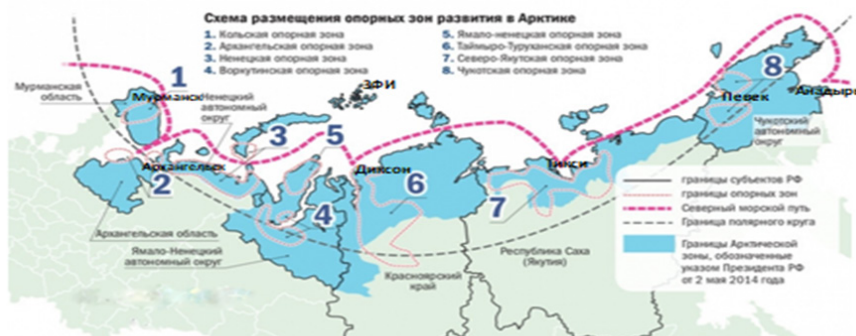 Схема размещения опорных зон развития в Арктике
1. Кольская опорная зона
2. Архангельская опорная зона
3. Ненецкая опорная зона
4. Воркутинская опорная зона
5. Ямало-ненецкая опорная зона
6. Таймыро-Туруханская опорная зона
7. Северо-Якутская опорная зона
8. Чукотская опорная зона
1
Мурманская
область
Мурманск
Ненецкий
автономный
округ
ЗФИ
8
Певек
Анадырь
Чукотский
автономный
округ
3
5
2
Архангельск
Диксон
6
Тикси
7
4
Архангельская область
Ямало-Ненецкий
автономный округ
Красноярский
край
Республика Саха
(Якутия)
границы субъектов РФ
границы опорных зон
Северный морской путь
Граница полярного круга
Границы Арктической
зоны, обозначенные
указом Президента РФ
от 2 мая 2014 года